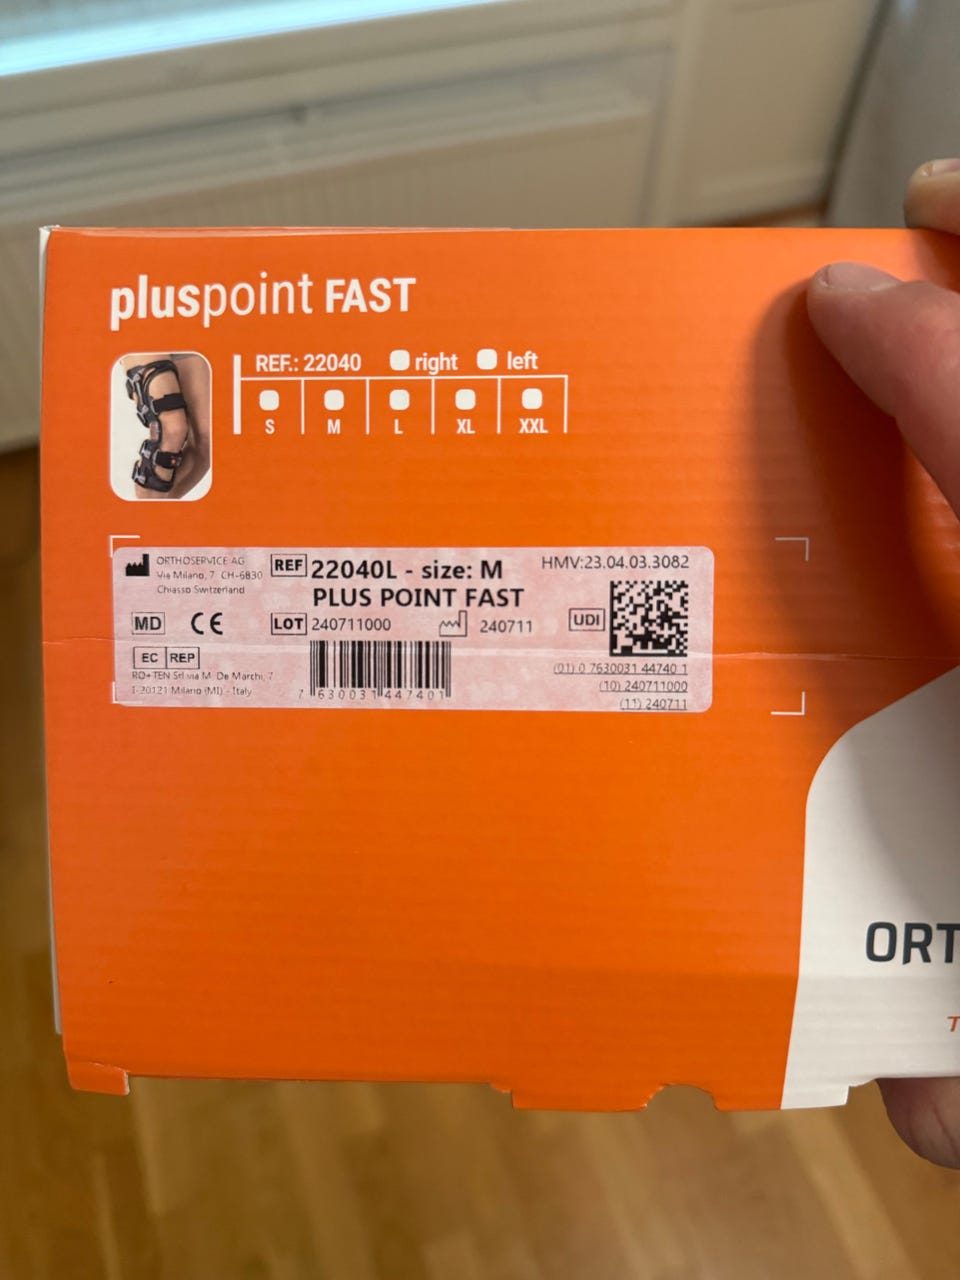 pluspoint FAST
REF.: 22040 right left
S M L XL XXL
ORTHOSERVICE AG
Via Milano, 7 CH-6830
Chiasso Switzerland
REF 22040L - size: M
PLUS POINT FAST
HMV:23.04.03.3082
MD CE
LOT 240711000
240711
UDI
EC REP
RO+TEN Srl via M. De Marchi, 7
I-20121 Milano (MI) - Italy
7 630031 447401
(01) 0 7630031 44740 1
(10) 240711000
(11) 240711
ORT
T